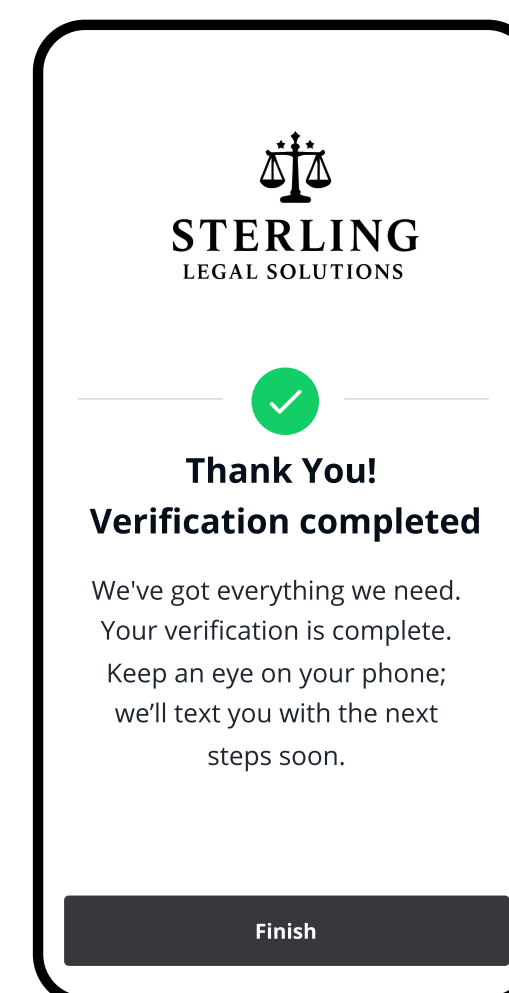 STERLING
LEGAL SOLUTIONS
Thank You!
Verification completed
We've got everything we need.
Your verification is complete.
Keep an eye on your phone;
we’ll text you with the next
steps soon.
Finish